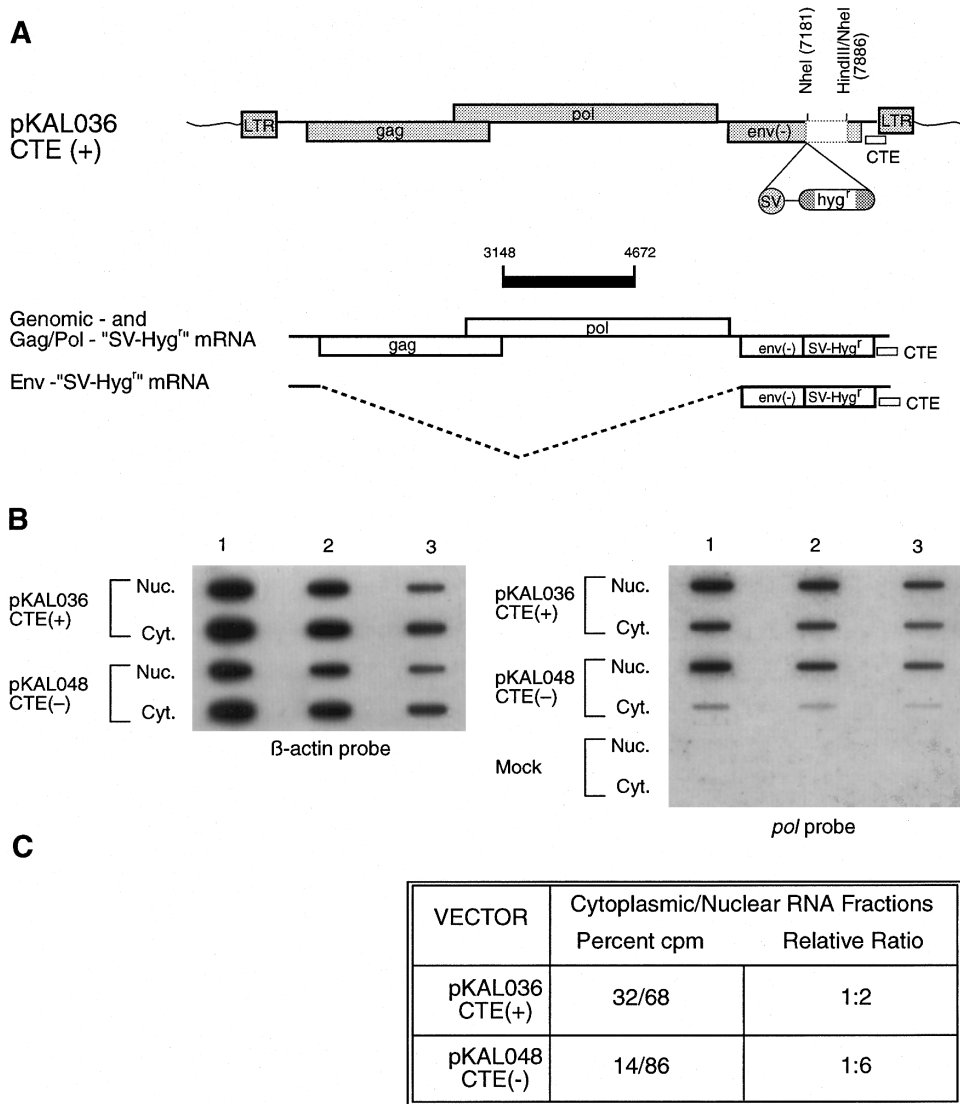 A
NheI (7181)
HindIII/NheI
(7886)
pKAL036
CTE (+)
LTR
gag
pol
env(-)
LTR
CTE
SV
hygr
3148
4672
Genomic - and
Gag/Pol - "SV-Hygr" mRNA
gag
pol
env(-)
SV-Hygr
CTE
Env -"SV-Hygr" mRNA
env(-)
SV-Hygr
CTE
B
1 2 3
pKAL036
CTE(+)
Nuc.
Cyt.
pKAL048
CTE(–)
Nuc.
Cyt.
ß-actin probe
1 2 3
pKAL036
CTE(+)
Nuc.
Cyt.
pKAL048
CTE(–)
Nuc.
Cyt.
Mock
Nuc.
Cyt.
pol probe
C
VECTOR
Cytoplasmic/Nuclear RNA Fractions
Percent cpm Relative Ratio
pKAL036
CTE(+)
32/68 1:2
pKAL048
CTE(-)
14/86 1:6